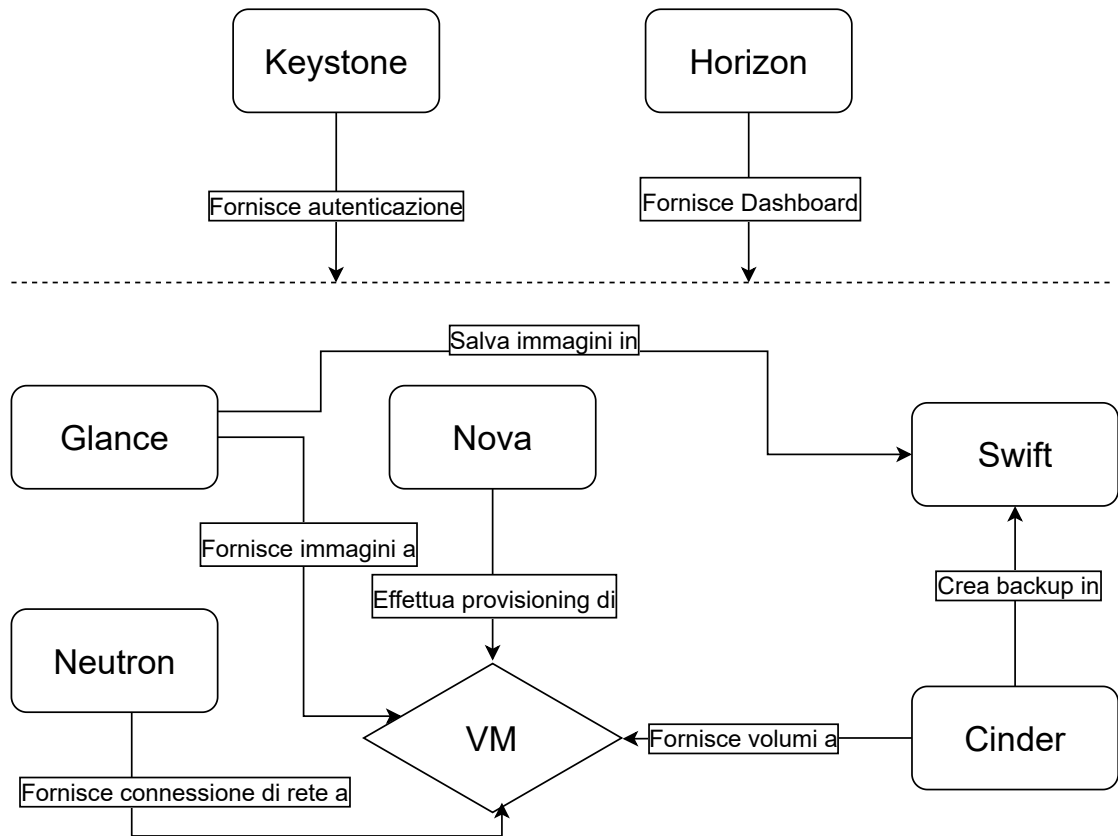 Keystone
Horizon
Fornisce autenticazione
Fornisce Dashboard
Salva immagini in
Glance
Nova
Swift
Fornisce immagini a
Effettua provisioning di
Crea backup in
Neutron
VM
Fornisce volumi a
Cinder
Fornisce connessione di rete a